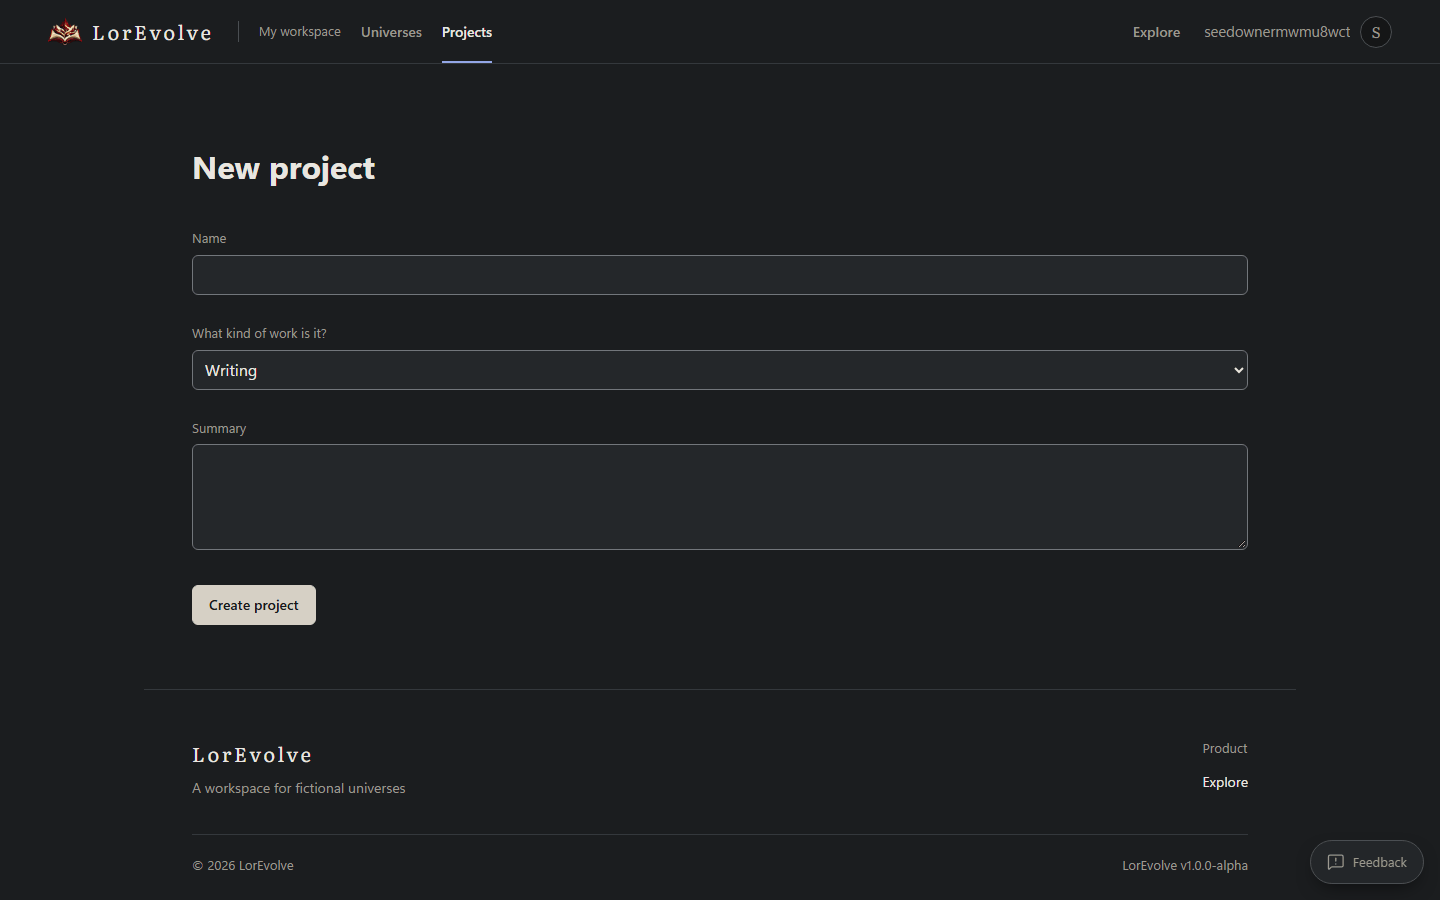 LorEvolve
My workspace
Universes
Projects
Explore
seedownermwmu8wct
S
New project
Name
What kind of work is it?
Writing
Summary
Create project
LorEvolve
A workspace for fictional universes
Product
Explore
© 2026 LorEvolve
LorEvolve v1.0.0-alpha
Feedback